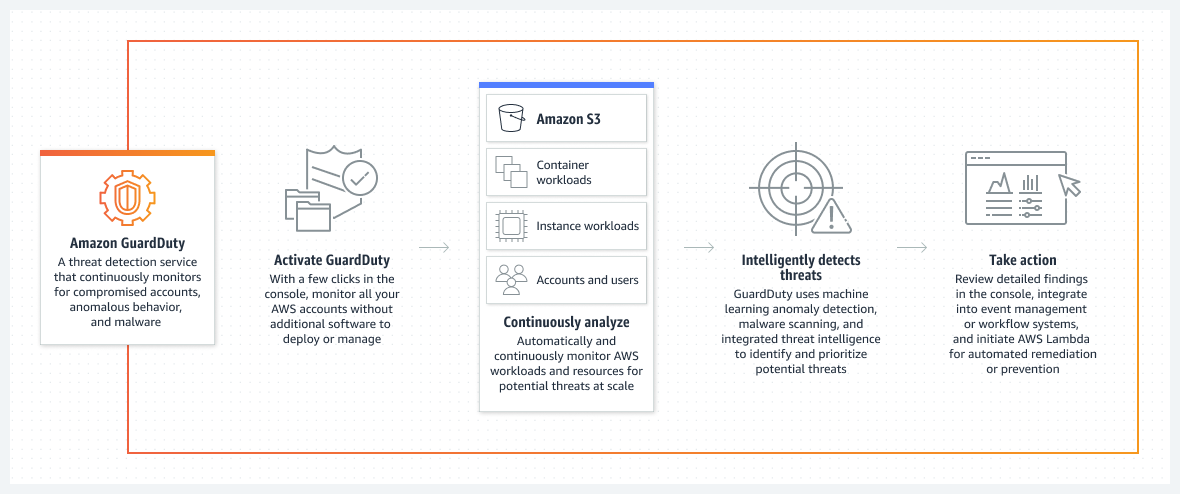 Amazon GuardDuty
A threat detection service
that continuously monitors
for compromised accounts,
anomalous behavior,
and malware
Activate GuardDuty
With a few clicks in the
console, monitor all your
AWS accounts without
additional software to
deploy or manage
Amazon S3
Container
workloads
Instance workloads
Accounts and users
Continuously analyze
Automatically and
continuously monitor AWS
workloads and resources for
potential threats at scale
Intelligently detects
threats
GuardDuty uses machine
learning anomaly detection,
malware scanning, and
integrated threat intelligence
to identify and prioritize
potential threats
Take action
Review detailed findings
in the console, integrate
into event management
or workflow systems,
and initiate AWS Lambda
for automated remediation
or prevention